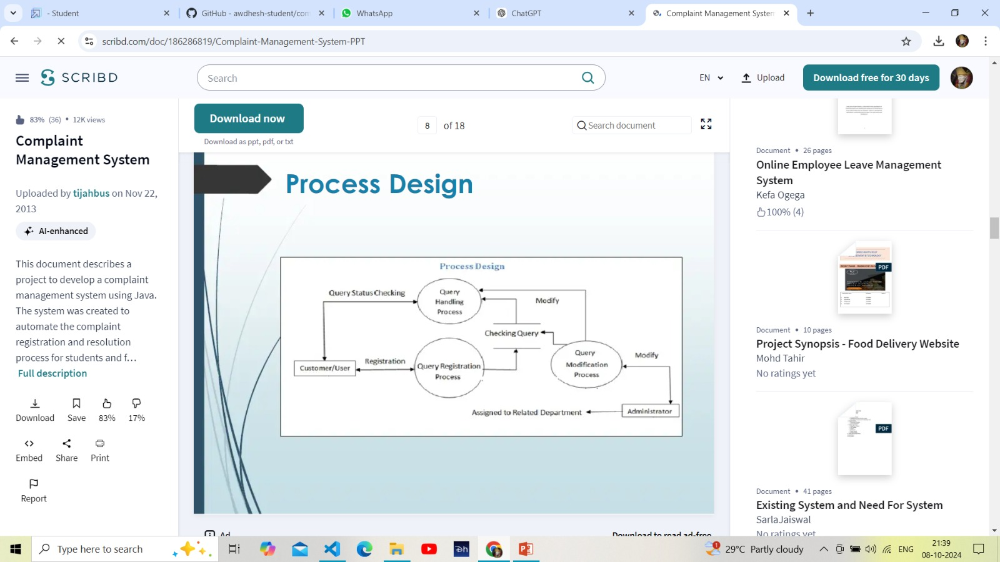 - Student
GitHub - awdhesh-student/com
WhatsApp
ChatGPT
Complaint Management System
scribd.com/doc/186286819/Complaint-Management-System-PPT
SCRIBD
Search
EN
Upload
Download free for 30 days
83% (36) • 12K views
Complaint
Management System
Uploaded by tijahbus on Nov 22,
2013
AI-enhanced
This document describes a
project to develop a complaint
management system using Java.
The system was created to
automate the complaint
registration and resolution
process for students and f...
Full description
Download
Save
83%
17%
Embed
Share
Print
Report
Download now
Download as ppt, pdf, or txt
8 of 18
Search document
Process Design
Process Design
Query Status Checking
Query
Handling
Process
Modify
Checking Query
Customer/User
Registration
Query Registration
Process
Query
Modification
Process
Modify
Assigned to Related Department
Administrator
Ad
Download to read ad-free
Document • 26 pages
Online Employee Leave Management
System
Kefa Ogega
100% (4)
PDF
Document • 10 pages
Project Synopsis - Food Delivery Website
Mohd Tahir
No ratings yet
PDF
Document • 41 pages
Existing System and Need For System
SarlaJaiswal
No ratings yet
Type here to search
1
29°C Partly cloudy
ENG
21:39
08-10-2024